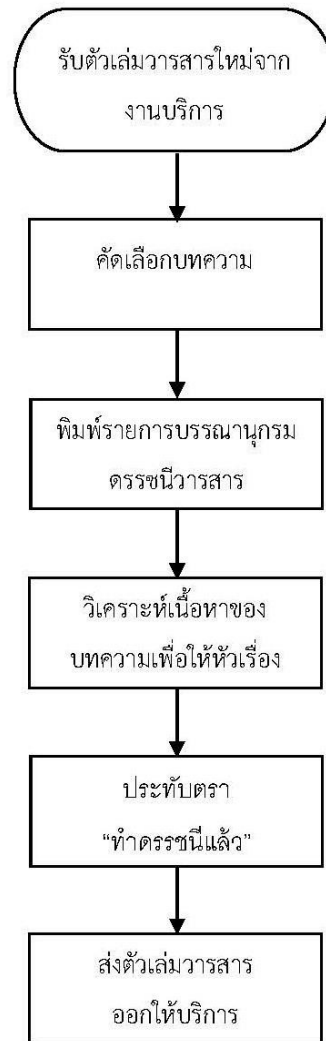 รับตัวเล่มวารสารใหม่จาก
งานบริการ
คัดเลือกบทความ
พิมพ์รายการบรรณานุกรม
ดรรชนีวารสาร
วิเคราะห์เนื้อหาของ
บทความเพื่อให้หัวเรื่อง
ประทับตรา
“ทำดรรชนีแล้ว”
ส่งตัวเล่มวารสาร
ออกให้บริการ